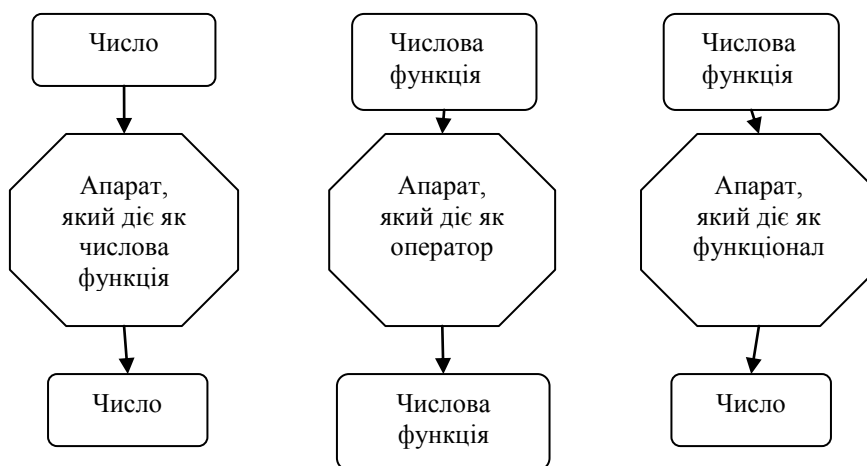 Число
Апарат,
який діє як
числова
функція
Число
Числова
функція
Апарат,
який діє як
оператор
Числова
функція
Числова
функція
Апарат,
який діє як
функціонал
Число